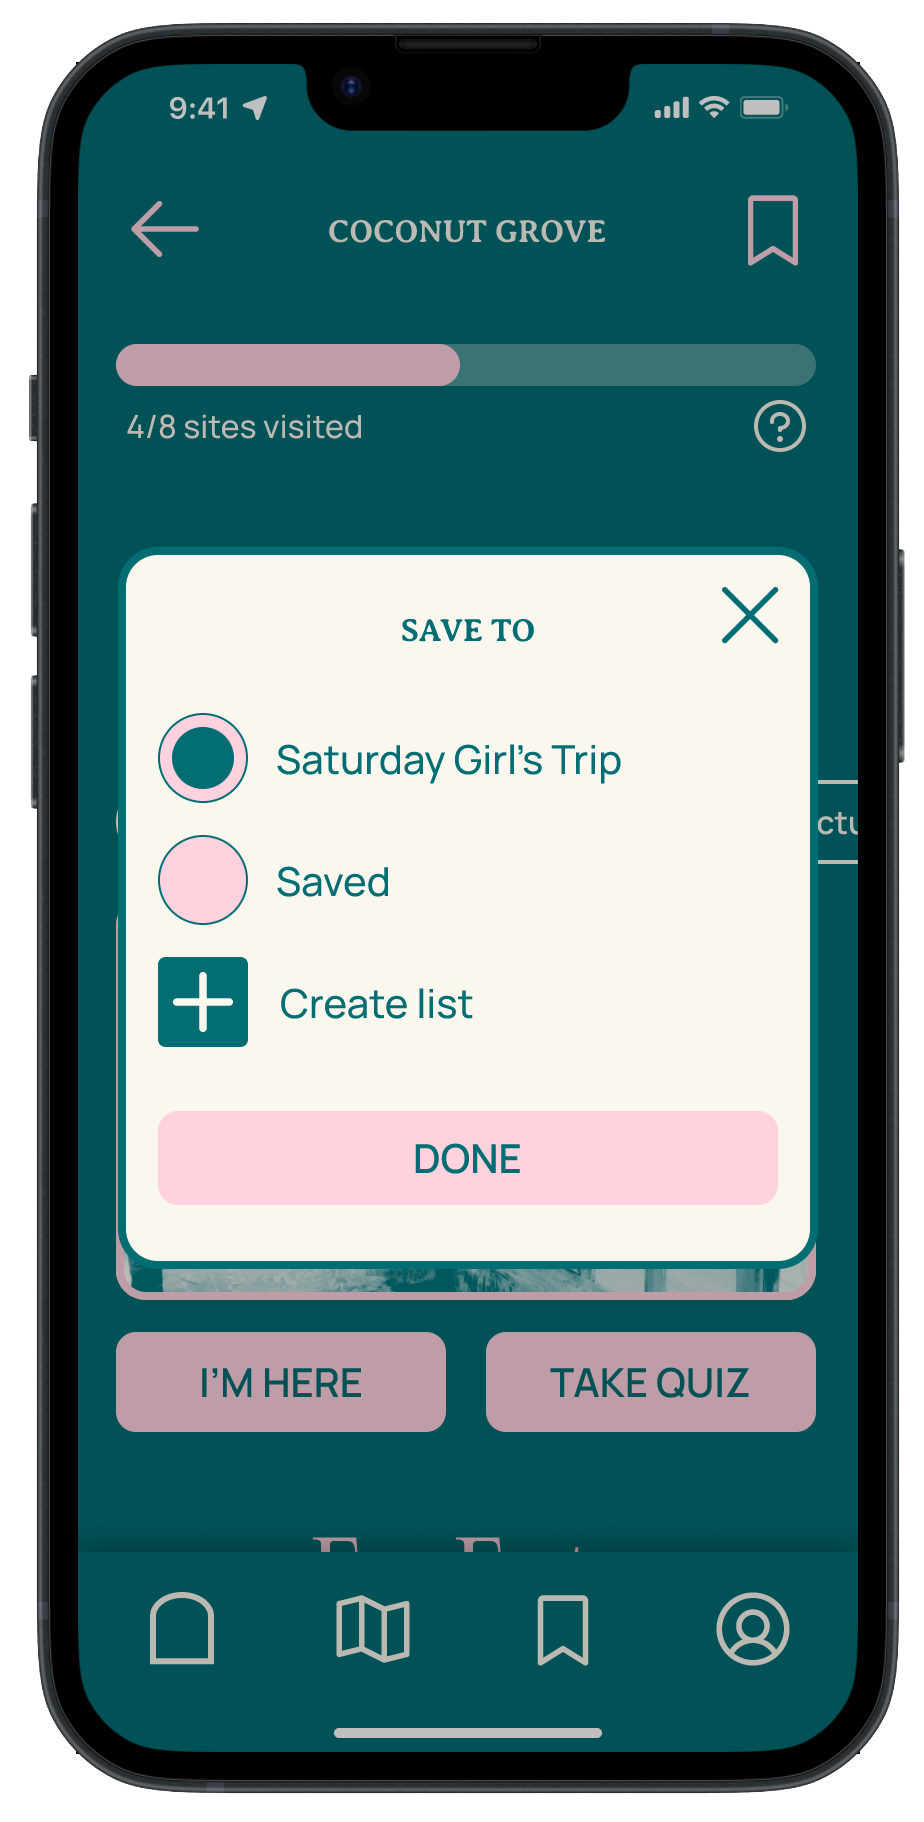 9:41
COCONUT GROVE
4/8 sites visited
SAVE TO
Saturday Girl’s Trip
Saved
Create list
DONE
I’M HERE
TAKE QUIZ